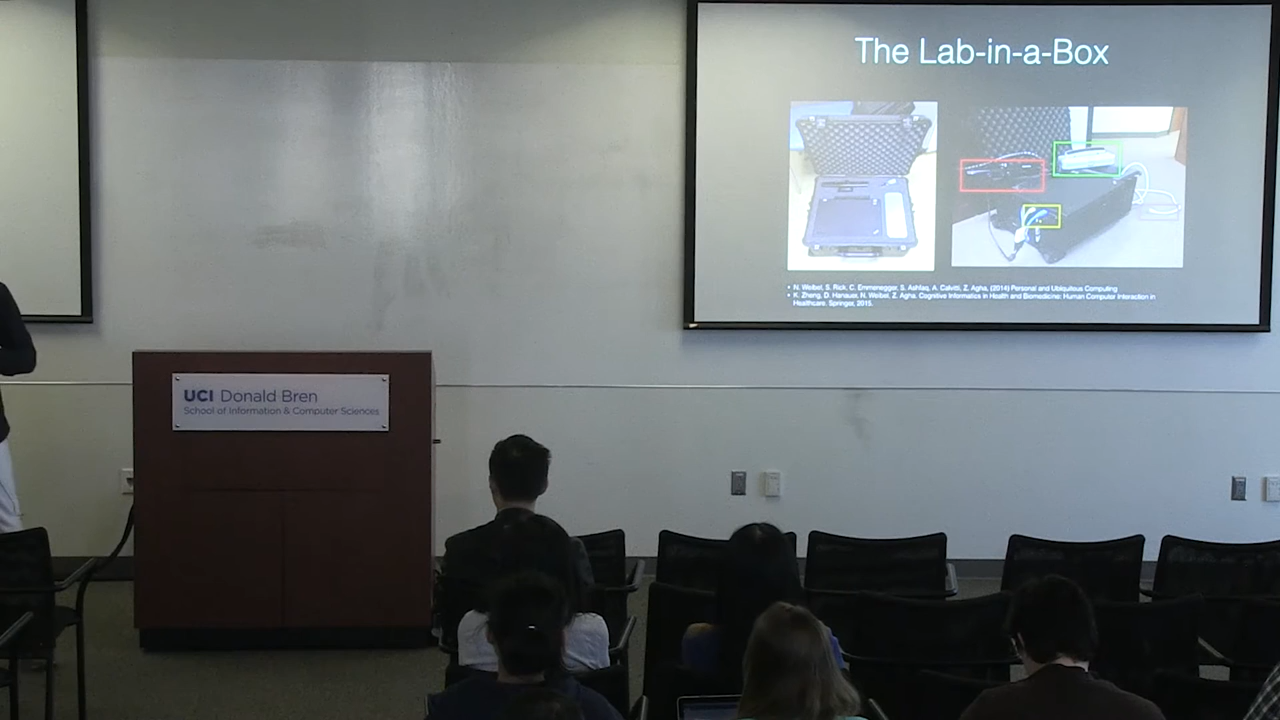 The Lab-in-a-Box
• N. Weibel, S. Rick, C. Emmenegger, S. Ashfaq, A. Calvitti, Z. Agha, (2014) Personal and Ubiquitous Computing
• K. Zheng, D. Hanauer, N. Weibel, Z. Agha. Cognitive Informatics in Health and Biomedicine: Human Computer Interaction in
Healthcare. Springer, 2015.
UCI Donald Bren
School of Information & Computer Sciences